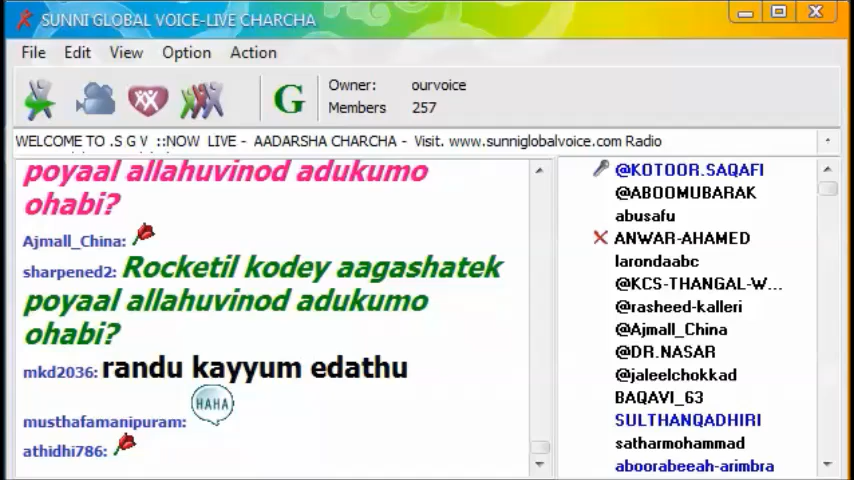 SUNNI GLOBAL VOICE-LIVE CHARCHA
File Edit View Option Action
G
Owner: ourvoice
Members 257
WELCOME TO .S G V ::NOW LIVE - AADARSHA CHARCHA - Visit. www.sunniglobalvoice.com Radio
poyaal allahuvinod adukumo
ohabi?
Ajmall_China:
sharpened2: Rocketil kodey aagashatek
poyaal allahuvinod adukumo
ohabi?
mkd2036: randu kayyum edathu
HAHA
musthafamanipuram:
athidhi786:
@KOTOOR.SAQAFI
@ABOOMUBARAK
abusafu
ANWAR-AHAMED
larondaabc
@KCS-THANGAL-W...
@rasheed-kalleri
@Ajmall_China
@DR.NASAR
@jaleelchokkad
BAQAVI_63
SULTHANQADHIRI
satharmohammad
aboorabeeah-arimbra